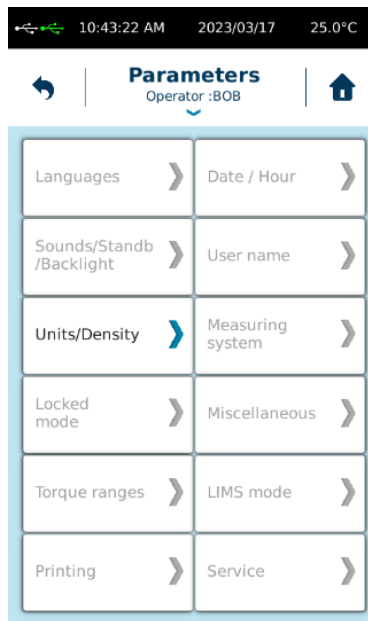 10:43:22 AM 2023/03/17 25.0°C
Parameters
Operator :BOB
Languages
Date / Hour
Sounds/Standb
/Backlight
User name
Units/Density
Measuring
system
Locked
mode
Miscellaneous
Torque ranges
LIMS mode
Printing
Service